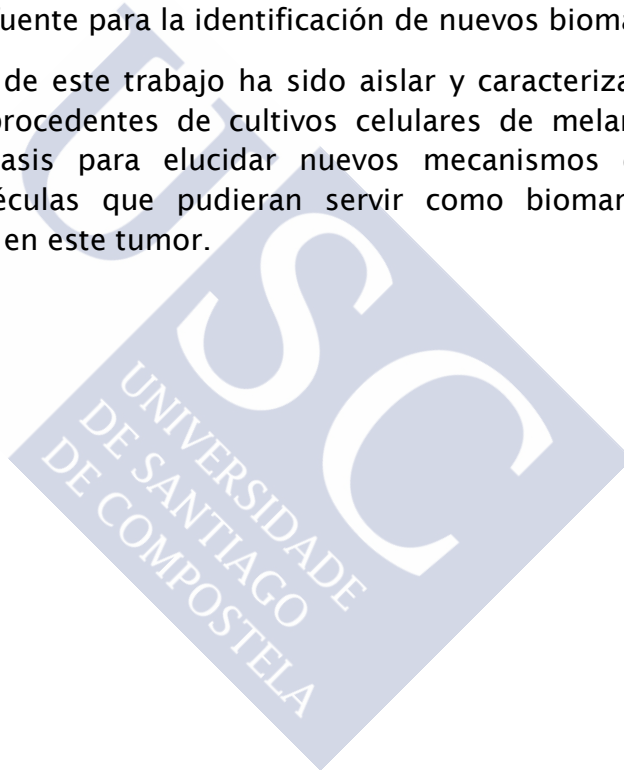 uente para la identificación de nuevos bioma
de este trabajo ha sido aislar y caracteriza
procedentes de cultivos celulares de mela
asis para elucidar nuevos mecanismos
éculas que pudieran servir como bioma
en este tumor.
USC
UNIVERSIDADE
DE SANTIAGO
DE COMPOSTELA